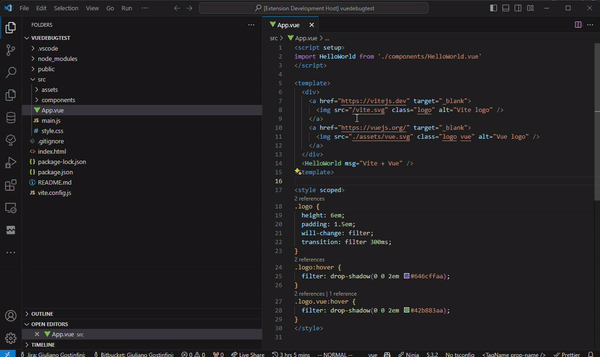 File Edit Selection ···
[Extension Development Host] vuedebugtest
FOLDERS
VUEDEBUGTEST
.vscode
node_modules
public
src
assets
components
App.vue
main.js
style.css
.gitignore
index.html
package-lock.json
package.json
README.md
vite.config.js
OUTLINE
OPEN EDITORS
App.vue src
TIMELINE
App.vue
src > App.vue > ...
1 <script setup>
2 import HelloWorld from './components/HelloWorld.vue'
3 </script>
4
5 <template>
6 <div>
7 <a href="https://vitejs.dev" target="_blank">
8 <img src="/vite.svg" class="logo" alt="Vite logo" />
9 </a>
10 <a href="https://vuejs.org/" target="_blank">
11 <img src="./assets/vue.svg" class="logo vue" alt="Vue logo" />
12 </a>
13 </div>
14 <HelloWorld msg="Vite + Vue" />
15 template>
16
17 <style scoped>
2 references
18 .logo {
19 height: 6em;
20 padding: 1.5em;
21 will-change: filter;
22 transition: filter 300ms;
23 }
2 references
24 .logo:hover {
25 filter: drop-shadow(0 0 2em #646cffaa);
26 }
2 references | 1 reference
27 .logo.vue:hover {
28 filter: drop-shadow(0 0 2em #42b883aa);
29 }
30 </style>
31
Jira: Giuliano Gostinfini Bitbucket: Giuliano Gostinfini 0 0 0 Live Share 3 hrs 5 mins -- NORMAL -- vue Ninja 5.3.2 No tsconfig <TagName prop-name /> Prettier